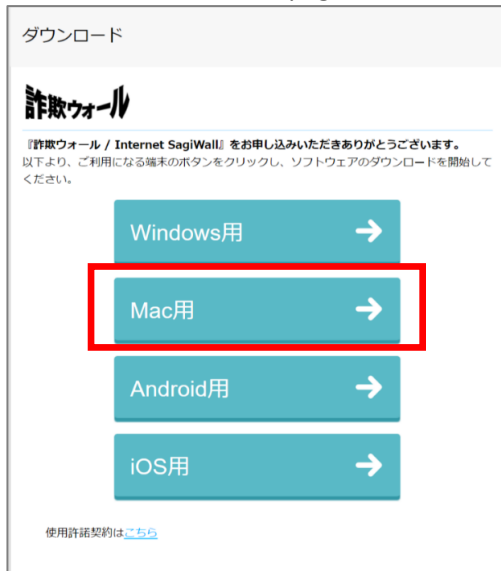 ダウンロード
詐欺ウォール
『詐欺ウォール / Internet SagiWall』をお申し込みいただきありがとうございます。
以下より、ご利用になる端末のボタンをクリックし、ソフトウェアのダウンロードを開始して
ください。
Windows用
Mac用
Android用
iOS用
使用許諾契約はこちら